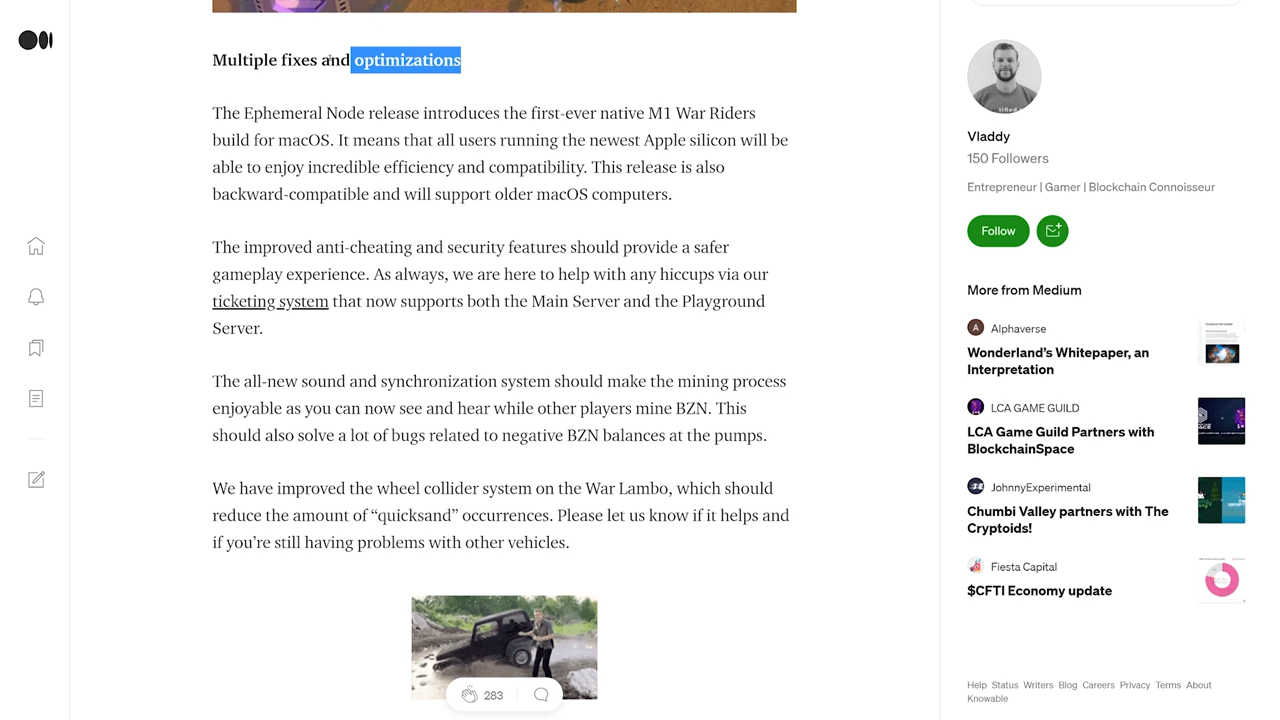 Multiple fixes and optimizations
The Ephemeral Node release introduces the first-ever native M1 War Riders
build for macOS. It means that all users running the newest Apple silicon will be
able to enjoy incredible efficiency and compatibility. This release is also
backward-compatible and will support older macOS computers.
The improved anti-cheating and security features should provide a safer
gameplay experience. As always, we are here to help with any hiccups via our
ticketing system that now supports both the Main Server and the Playground
Server.
The all-new sound and synchronization system should make the mining process
enjoyable as you can now see and hear while other players mine BZN. This
should also solve a lot of bugs related to negative BZN balances at the pumps.
We have improved the wheel collider system on the War Lambo, which should
reduce the amount of “quicksand” occurrences. Please let us know if it helps and
if you’re still having problems with other vehicles.
283
Vladdy
150 Followers
Entrepreneur | Gamer | Blockchain Connoisseur
Follow
More from Medium
A Alphaverse
Wonderland’s Whitepaper, an
Interpretation
LCA GAME GUILD
LCA Game Guild Partners with
BlockchainSpace
JohnnyExperimental
Chumbi Valley partners with The
Cryptoids!
Fiesta Capital
$CFTI Economy update
Help Status Writers Blog Careers Privacy Terms About
Knowable